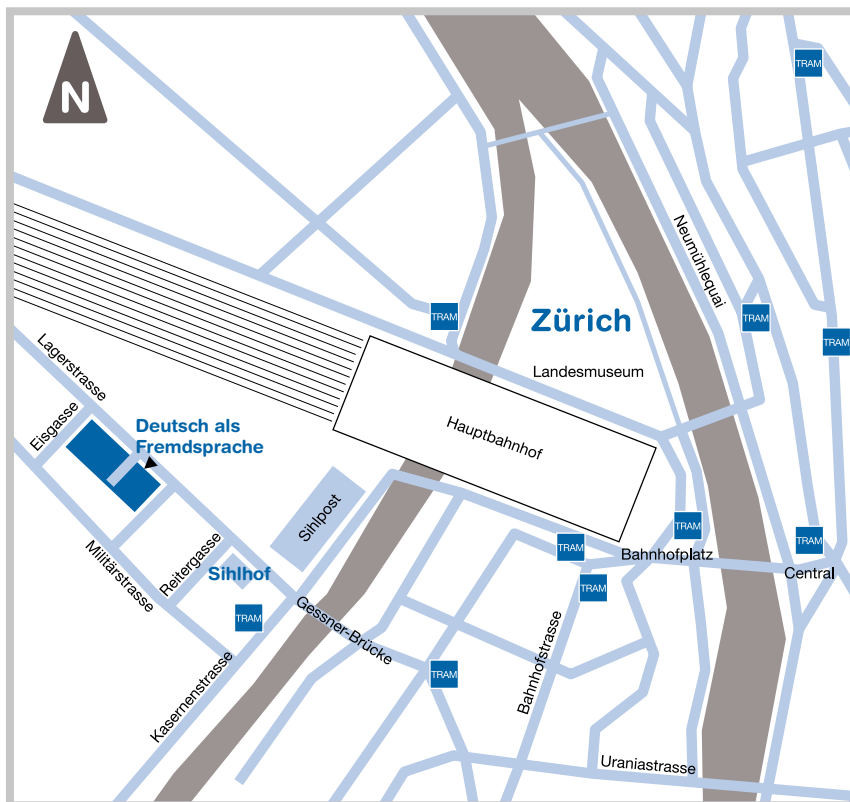 N
TRAM
Neumühlequai
TRAM
TRAM
Zürich
TRAM
Landesmuseum
Lagerstrasse
Hauptbahnhof
Eisgasse
Deutsch als
Fremdsprache
Sihlpost
TRAM
TRAM
TRAM
Bahnhofplatz
Central
Militärstrasse
Reitergasse
Sihlhof
TRAM
TRAM
Gessner-Brücke
Bahnhofstrasse
TRAM
Kasernenstrasse
Uraniastrasse